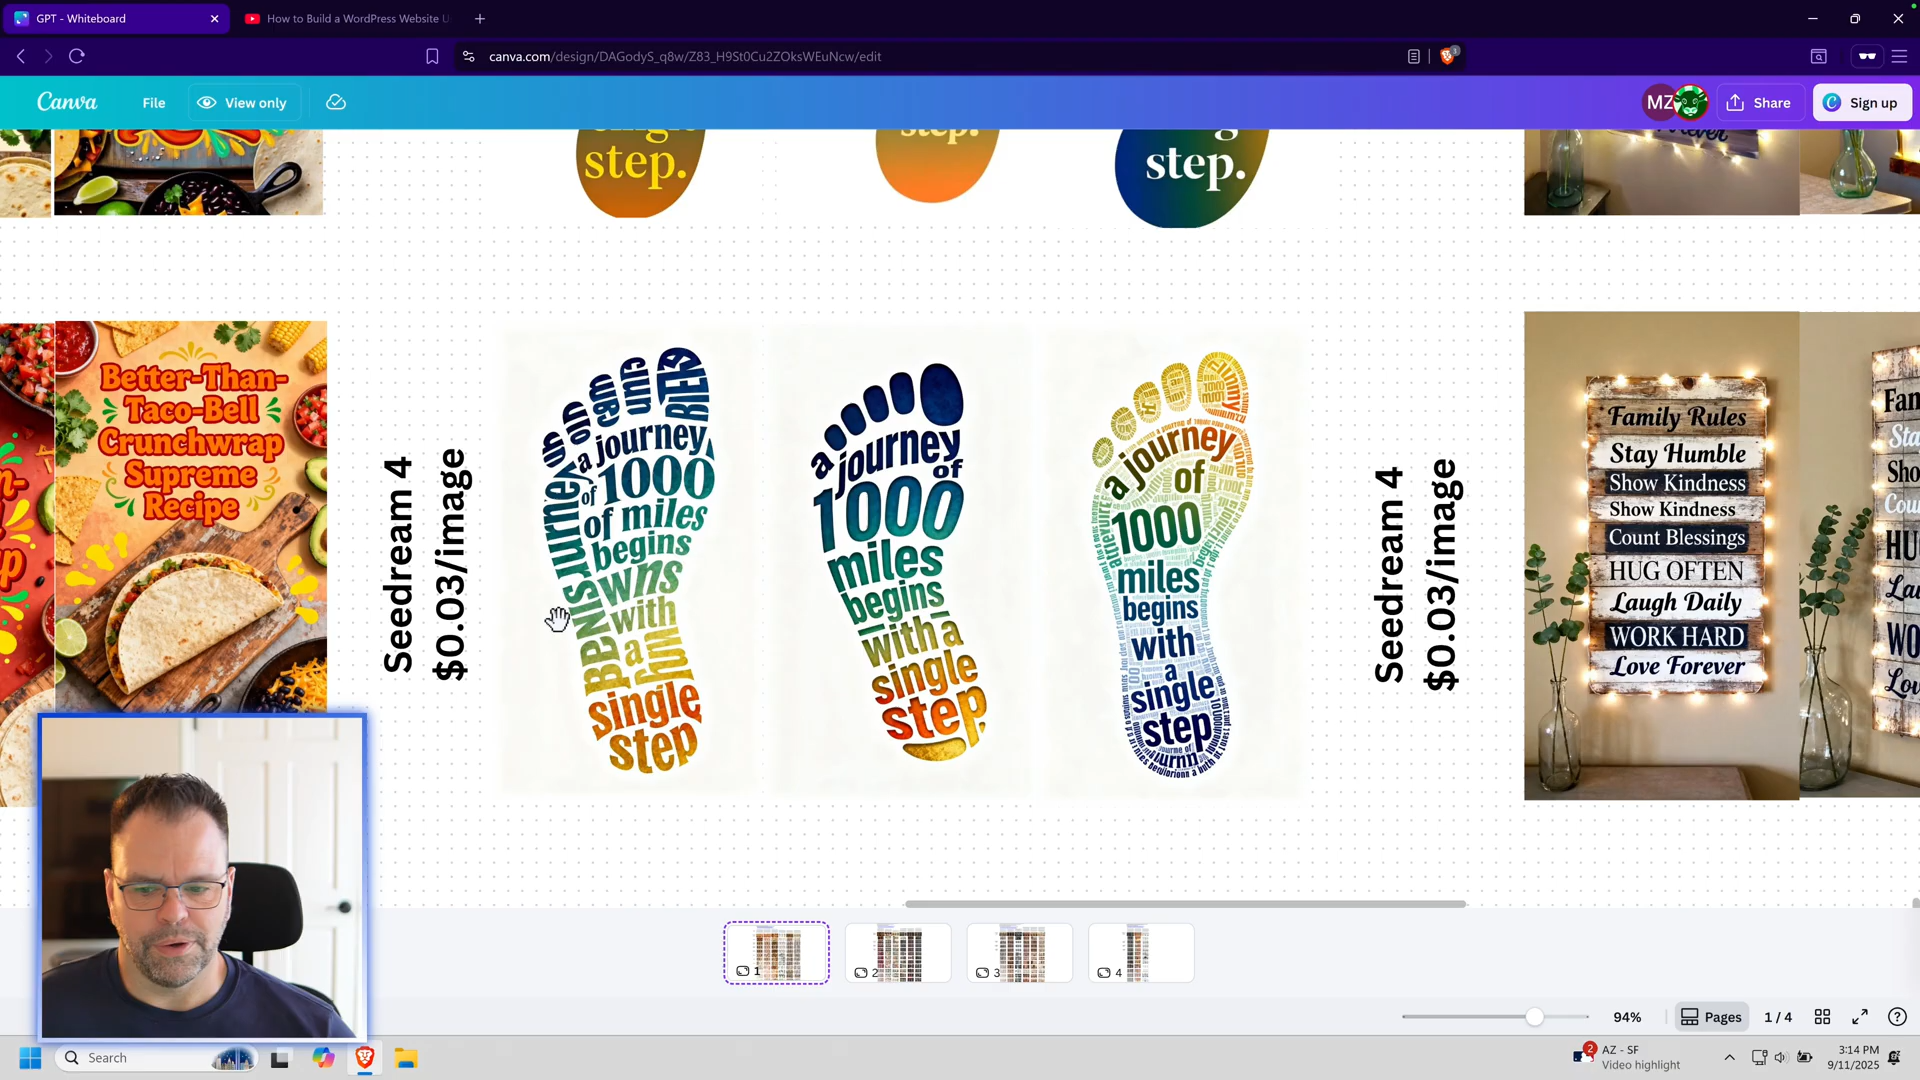 GPT - Whiteboard
How to Build a WordPress Website U
canva.com/design/DAGodyS_q8w/Z83_H9St0Cu2ZOksWEuNcw/edit
Canva
File
View only
MZ
Share
Sign up
step.
step.
step.
Better-Than-
Taco-Bell
Crunchwrap
Supreme
Recipe
Seedream 4
$0.03/image
a journey
of 1000
of miles
begins
wns
with
a
single
step
journey
a
journey
of
1000
miles
begins
with a
single
step
a journey
of
1000
miles
begins
with
a
single
step
Seedream 4
$0.03/image
Family Rules
Stay Humble
Show Kindness
Show Kindness
Count Blessings
HUG OFTEN
Laugh Daily
WORK HARD
Love Forever
1
2
3
4
94%
Pages
1 / 4
Search
2
AZ - SF
Video highlight
3:14 PM
9/11/2025